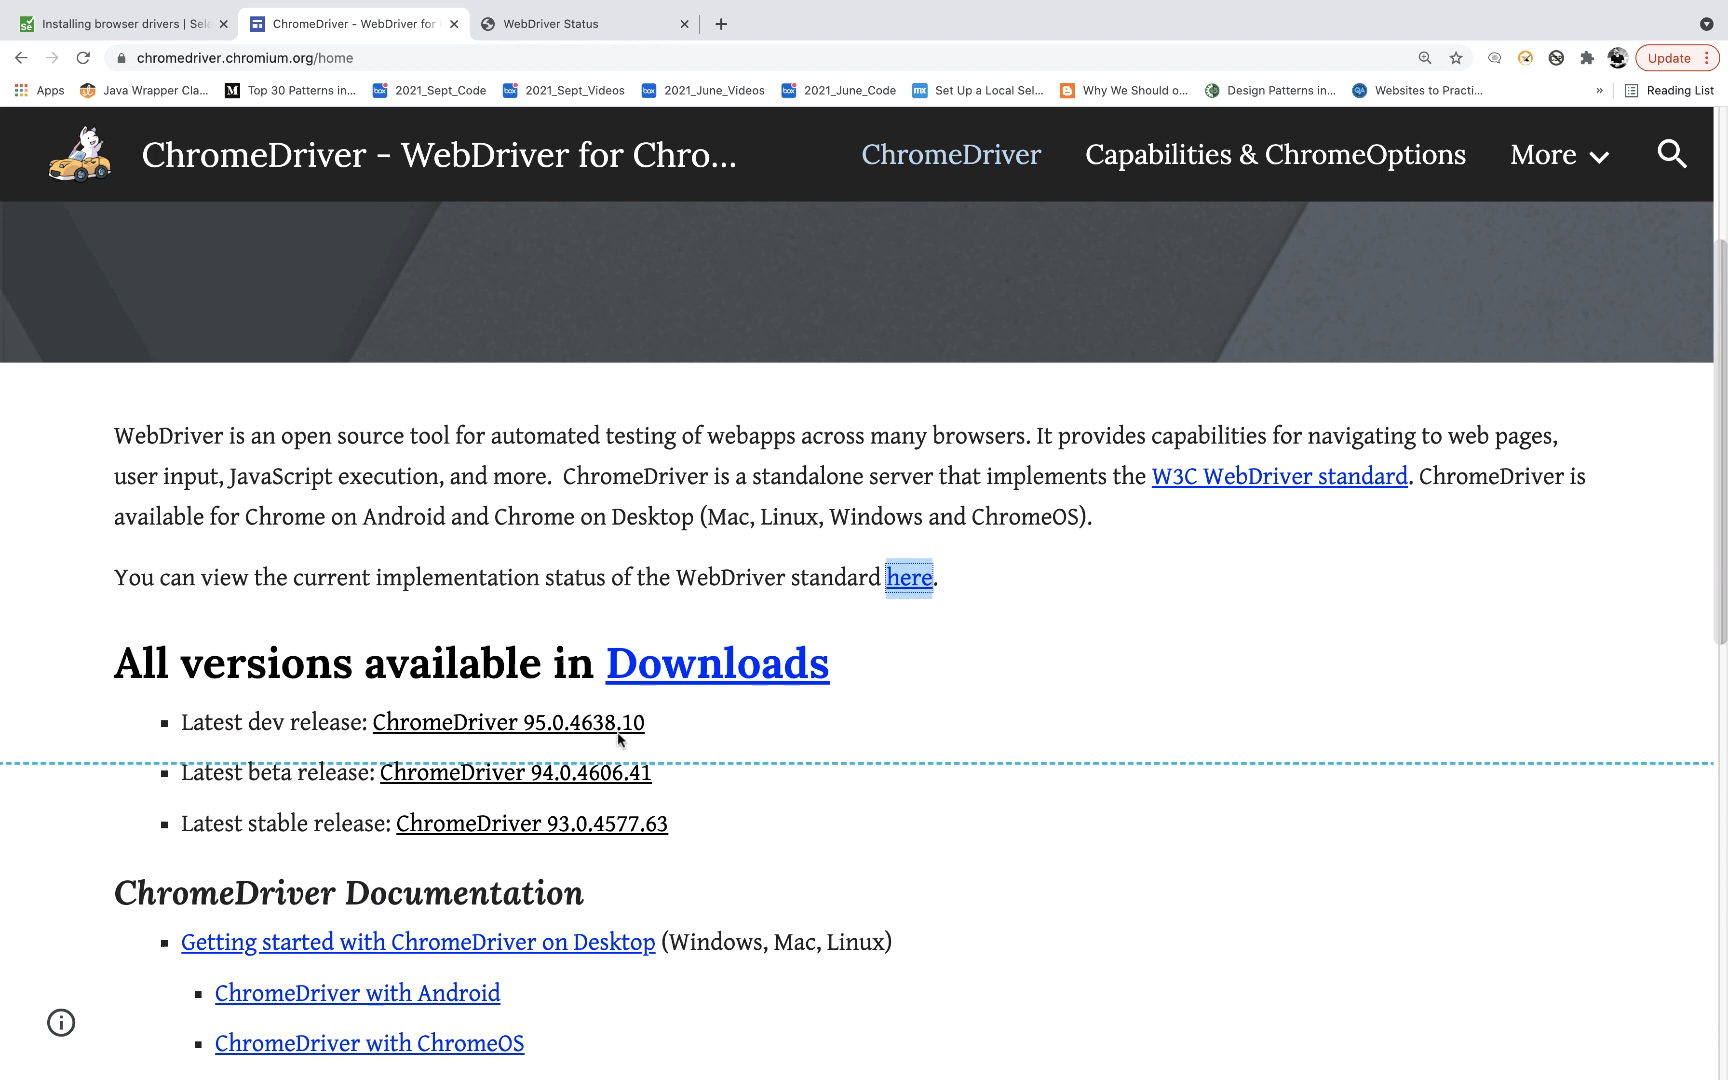 Installing browser drivers | Sele
ChromeDriver - WebDriver for
WebDriver Status
chromedriver.chromium.org/home
Update
Apps
Java Wrapper Cla...
Top 30 Patterns in...
2021_Sept_Code
2021_Sept_Videos
2021_June_Videos
2021_June_Code
Set Up a Local Sel...
Why We Should o...
Design Patterns in...
Websites to Practi...
»
Reading List
ChromeDriver - WebDriver for Chro...
ChromeDriver
Capabilities & ChromeOptions
More
WebDriver is an open source tool for automated testing of webapps across many browsers. It provides capabilities for navigating to web pages,
user input, JavaScript execution, and more.  ChromeDriver is a standalone server that implements the W3C WebDriver standard. ChromeDriver is
available for Chrome on Android and Chrome on Desktop (Mac, Linux, Windows and ChromeOS).
You can view the current implementation status of the WebDriver standard here.
All versions available in Downloads
Latest dev release: ChromeDriver 95.0.4638.10
Latest beta release: ChromeDriver 94.0.4606.41
Latest stable release: ChromeDriver 93.0.4577.63
ChromeDriver Documentation
Getting started with ChromeDriver on Desktop (Windows, Mac, Linux)
ChromeDriver with Android
ChromeDriver with ChromeOS